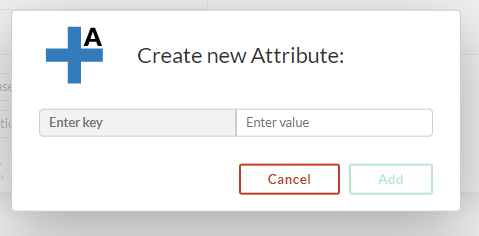 A
Create new Attribute:
Enter key Enter value
Cancel Add